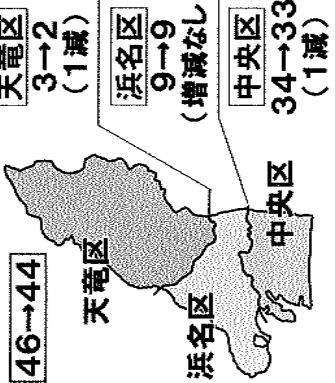 46→44
天竜区
3→2
(1減)
浜名区
9→9
(増減なし
中央区
34→33
(1減)
天竜区
浜名区
中央区